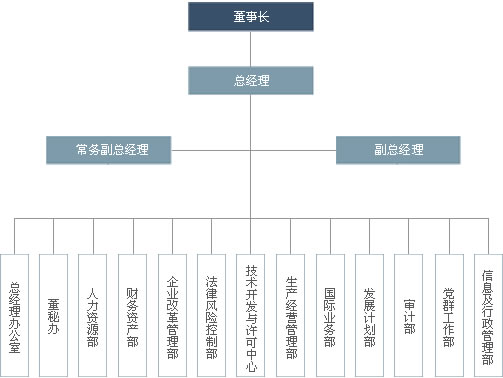 董事长
总经理
常务副总经理
副总经理
总经理办公室
董秘办
人力资源部
财务资产部
企业改革管理部
法律风险控制部
技术开发与许可中心
生产经营管理部
国际业务部
发展计划部
审计部
党群工作部
信息及行政管理部